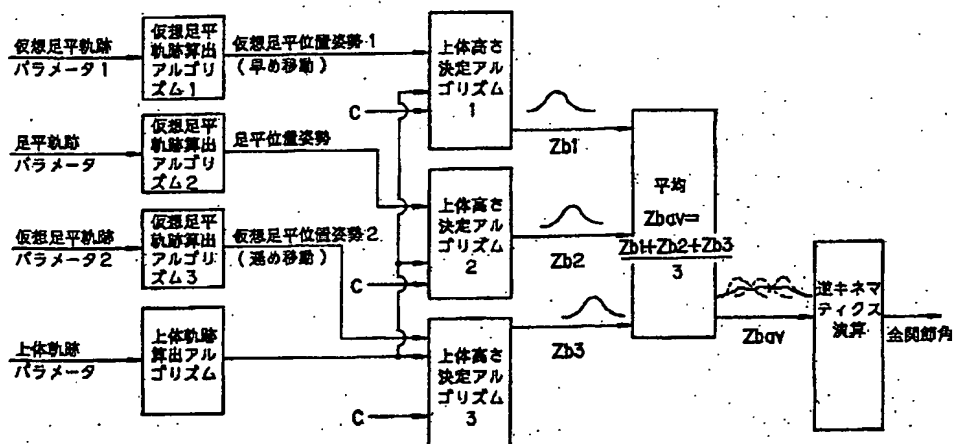 仮想足平軌跡
パラメータ1
仮想足平
軌跡算出
アルゴリ
ズム1
仮想足平位置姿勢1
(早め移動)
C
上体高さ
決定アル
ゴリズム
1
Zb1
足平軌跡
パラメータ
仮想足平
軌跡算出
アルゴリ
ズム2
足平位置姿勢
C
上体高さ
決定アル
ゴリズム
2
Zb2
仮想足平軌跡
パラメータ2
仮想足平
軌跡算出
アルゴリ
ズム3
仮想足平位置姿勢2
(遅め移動)
上体軌跡
パラメータ
上体軌跡
算出アル
ゴリズム
C
上体高さ
決定アル
ゴリズム
3
Zb3
平均
Zbav=
Zb1+Zb2+Zb3
3
Zbav
逆キネマ
ティクス
演算
全関節角